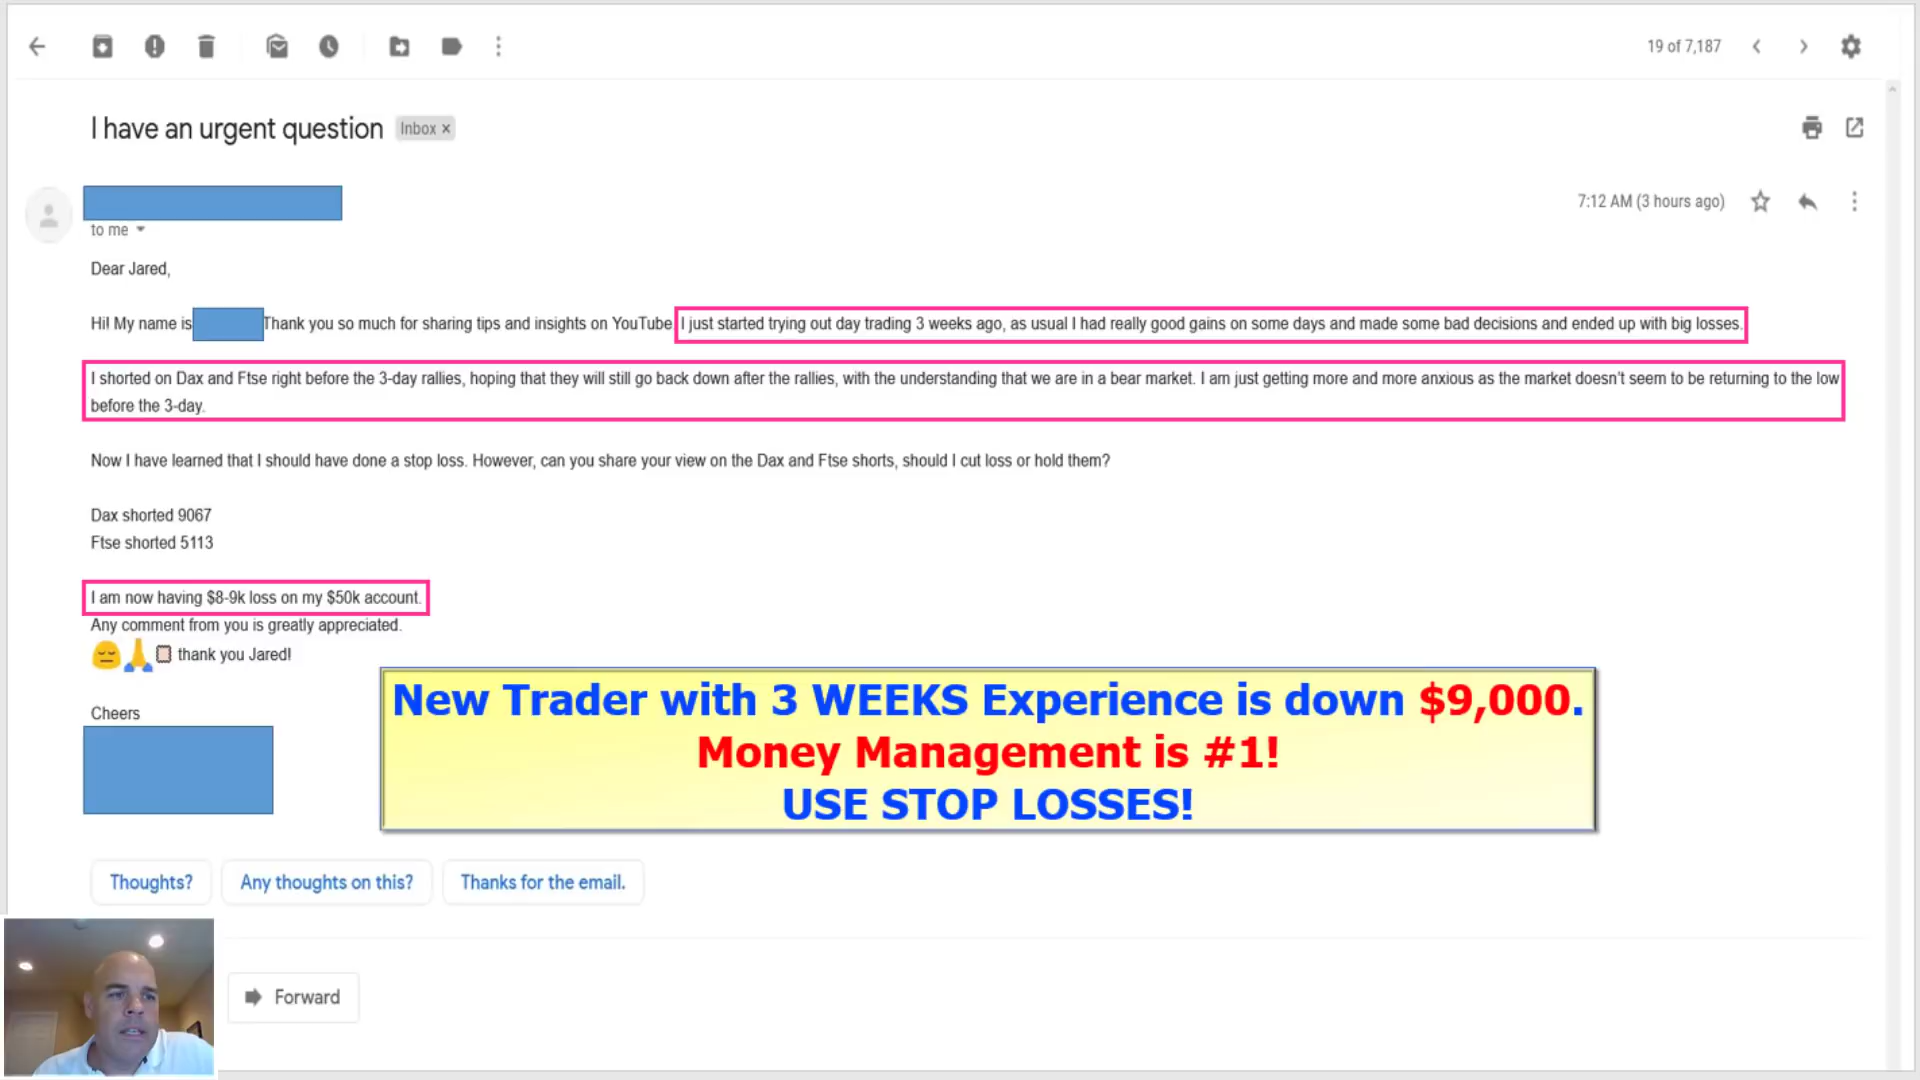 19 of 7,187
I have an urgent question Inbox ×
7:12 AM (3 hours ago)
to me
Dear Jared,
Hi! My name is Thank you so much for sharing tips and insights on YouTube. I just started trying out day trading 3 weeks ago, as usual I had really good gains on some days and made some bad decisions and ended up with big losses.
I shorted on Dax and Ftse right before the 3-day rallies, hoping that they will still go back down after the rallies, with the understanding that we are in a bear market. I am just getting more and more anxious as the market doesn't seem to be returning to the low
before the 3-day.
Now I have learned that I should have done a stop loss. However, can you share your view on the Dax and Ftse shorts, should I cut loss or hold them?
Dax shorted 9067
Ftse shorted 5113
I am now having $8-9k loss on my $50k account.
Any comment from you is greatly appreciated.
😔🙏🏻 thank you Jared!
Cheers
New Trader with 3 WEEKS Experience is down $9,000.
Money Management is #1!
USE STOP LOSSES!
Thoughts?
Any thoughts on this?
Thanks for the email.
Forward